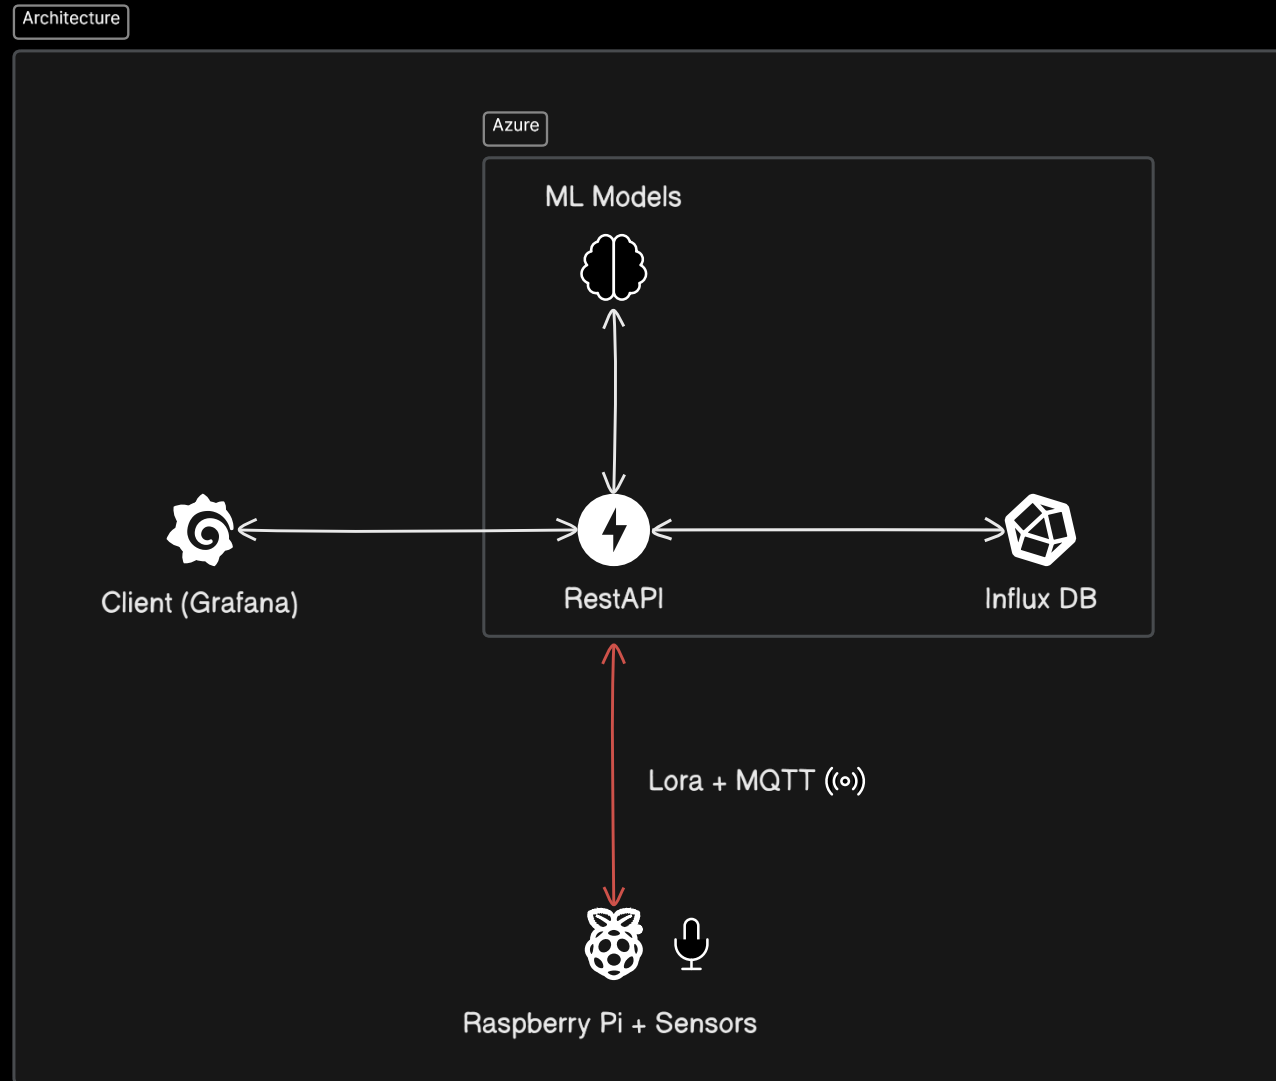 Architecture
Azure
ML Models
Client (Grafana)
RestAPI
Influx DB
Lora + MQTT
Raspberry Pi + Sensors